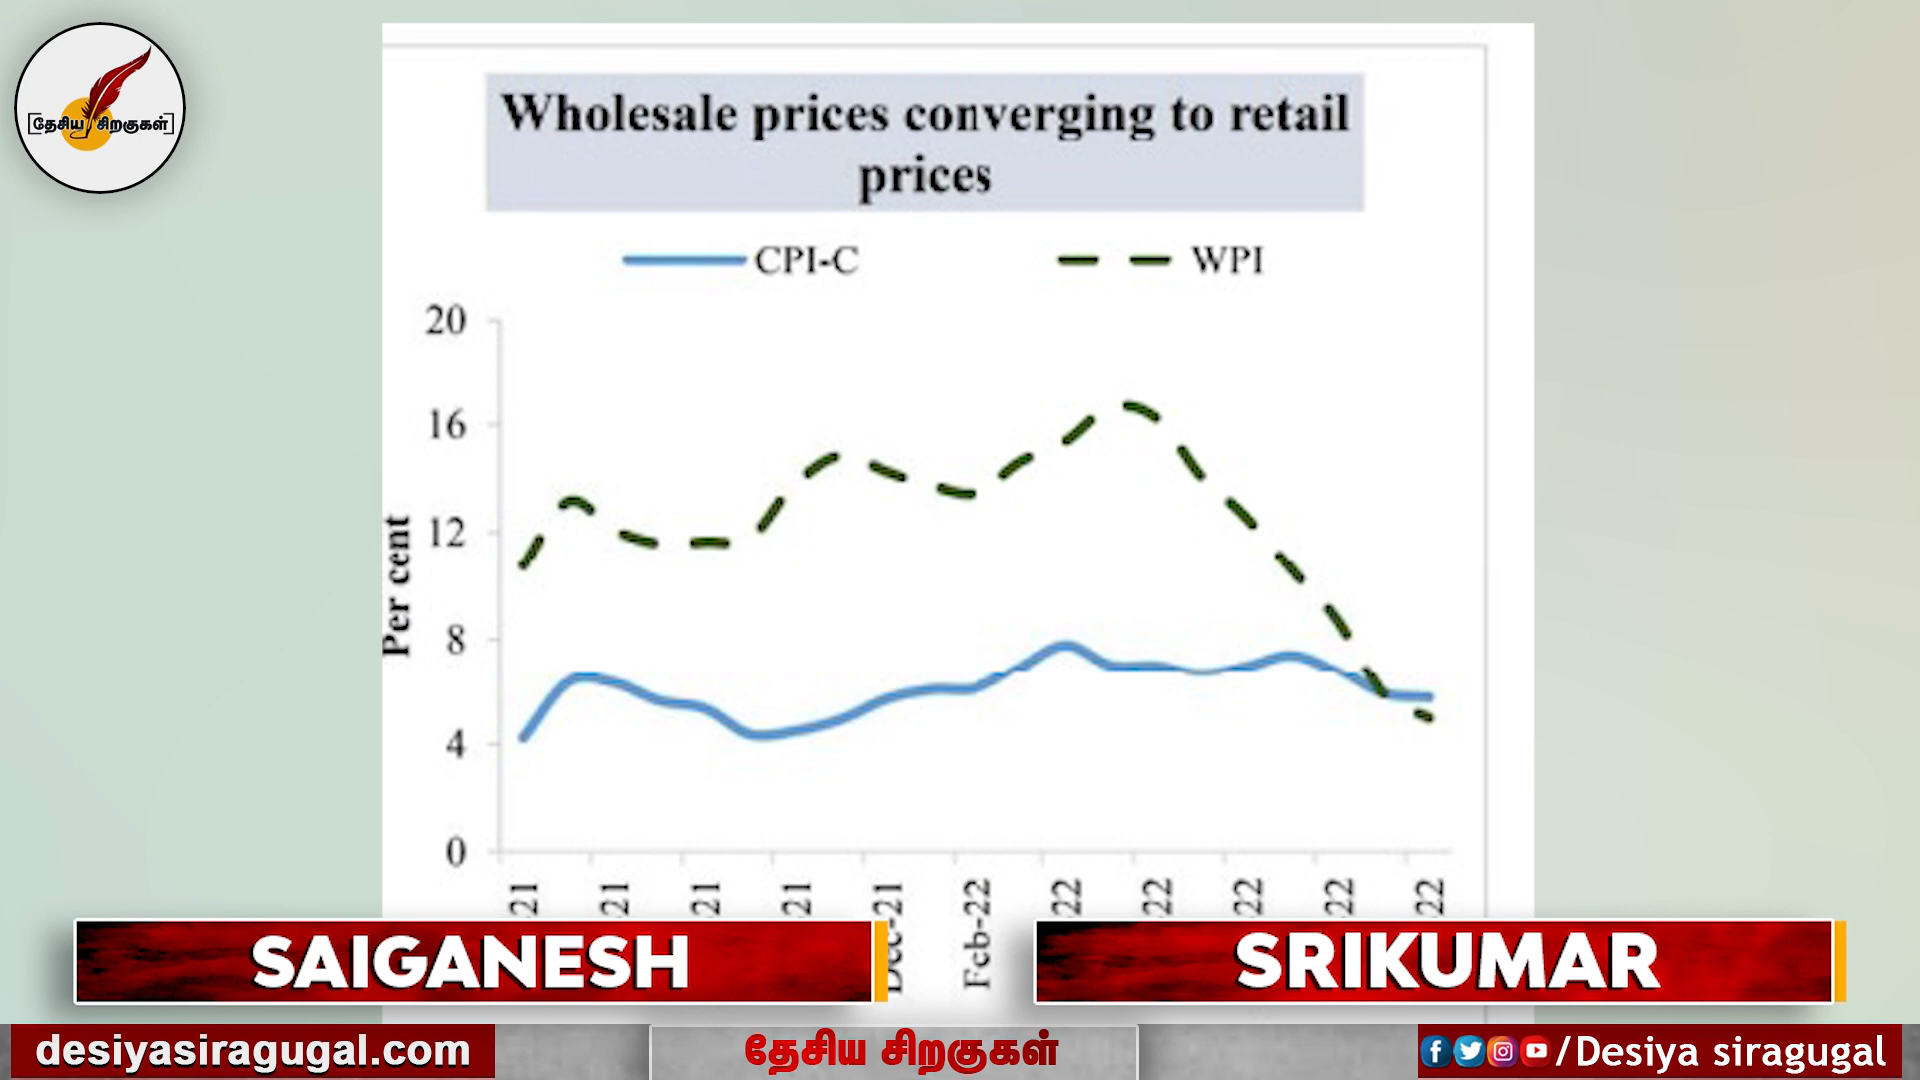 [தேசிய சிறகுகள்]
Wholesale prices converging to retail
prices
CPI-C
WPI
20
16
12
8
4
0
Per cent
21
21
21
21
Dec-21
Feb-22
22
22
22
22
22
SAIGANESH
SRIKUMAR
desiyasiragugal.com
தேசிய சிறகுகள்
/Desiya siragugal